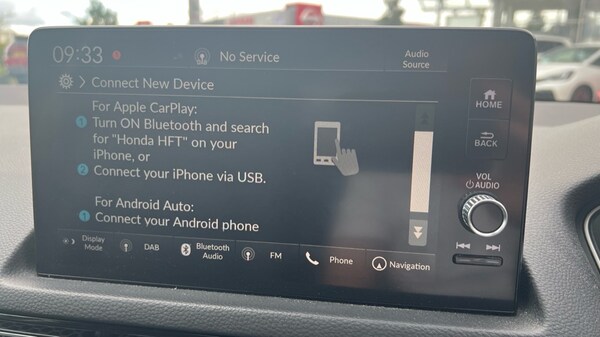 09:33
DAB
No Service
Audio
Source
Connect New Device
HOME
BACK
For Apple CarPlay:
1 Turn ON Bluetooth and search
for "Honda HFT" on your
iPhone, or
2 Connect your iPhone via USB.
For Android Auto:
1 Connect your Android phone
VOL
AUDIO
Display
Mode
DAB
Bluetooth
Audio
FM
Phone
Navigation